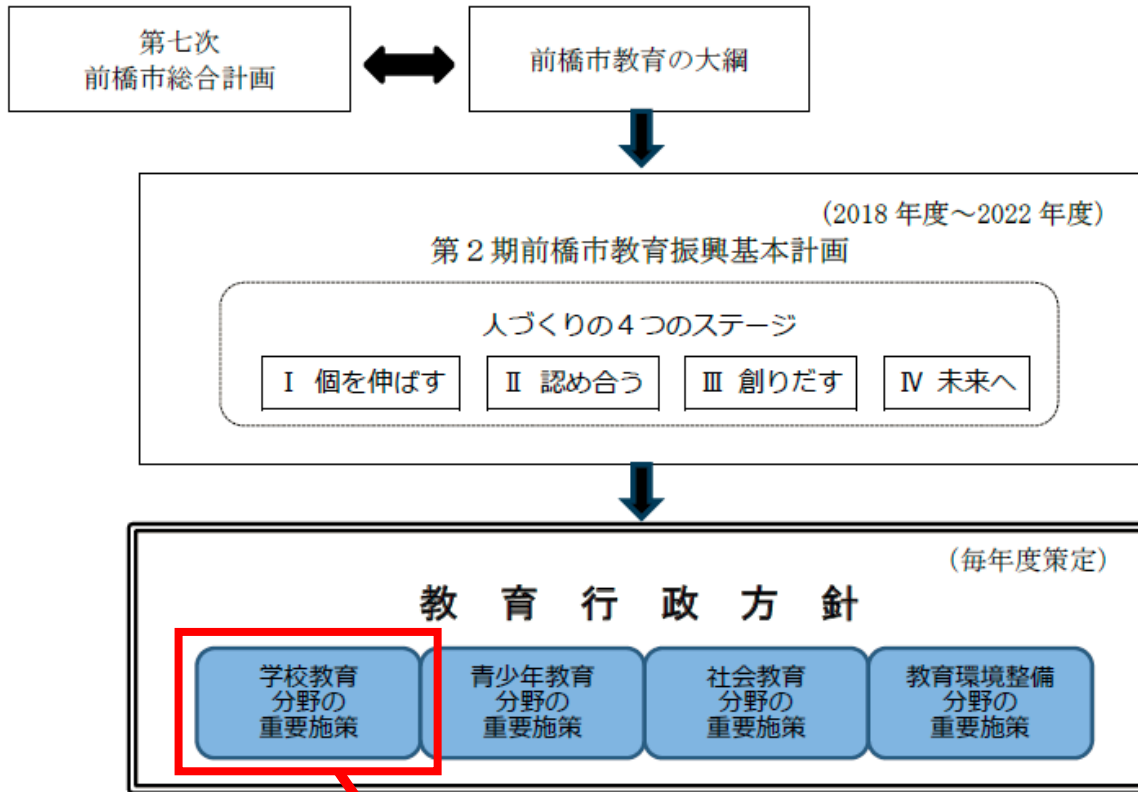 第七次
前橋市総合計画
前橋市教育の大綱
(2018 年度～2022 年度)
第２期前橋市教育振興基本計画
人づくりの４つのステージ
Ⅰ 個を伸ばす
Ⅱ 認め合う
Ⅲ 創りだす
Ⅳ 未来へ
(毎年度策定)
教 育 行 政 方 針
学校教育
分野の
重要施策
青少年教育
分野の
重要施策
社会教育
分野の
重要施策
教育環境整備
分野の
重要施策